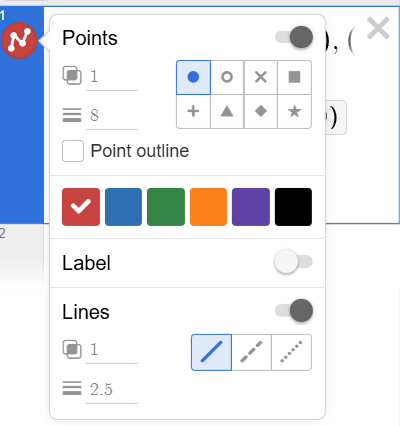 1
Points
), (
1
8
)
Point outline
2
Label
Lines
1
2.5